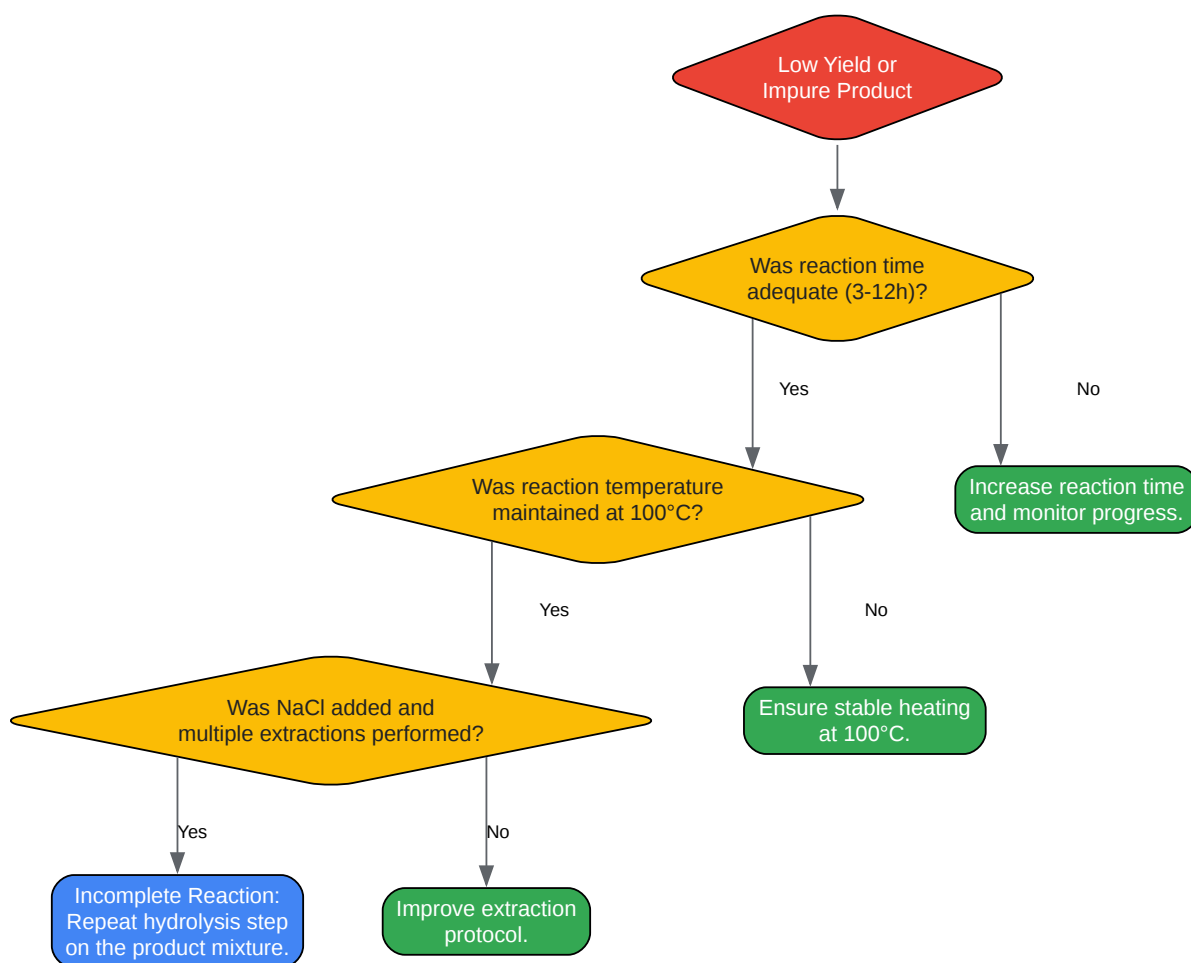 Low Yield or
Impure Product
Was reaction time
adequate (3-12h)?
Yes
No
Was reaction temperature
maintained at 100°C?
Increase reaction time
and monitor progress.
Yes
No
Was NaCl added and
multiple extractions performed?
Ensure stable heating
at 100°C.
Yes
No
Incomplete Reaction:
Repeat hydrolysis step
on the product mixture.
Improve extraction
protocol.